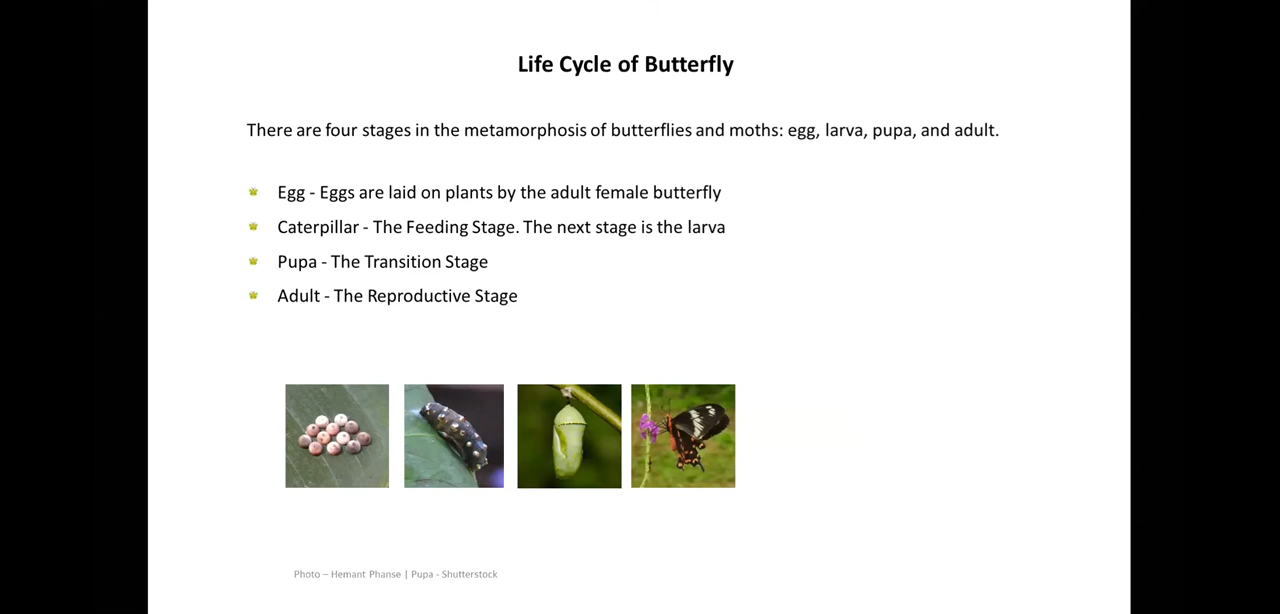 Life Cycle of Butterfly
There are four stages in the metamorphosis of butterflies and moths: egg, larva, pupa, and adult.
Egg - Eggs are laid on plants by the adult female butterfly
Caterpillar - The Feeding Stage. The next stage is the larva
Pupa - The Transition Stage
Adult - The Reproductive Stage
Photo – Hemant Phanse | Pupa - Shutterstock